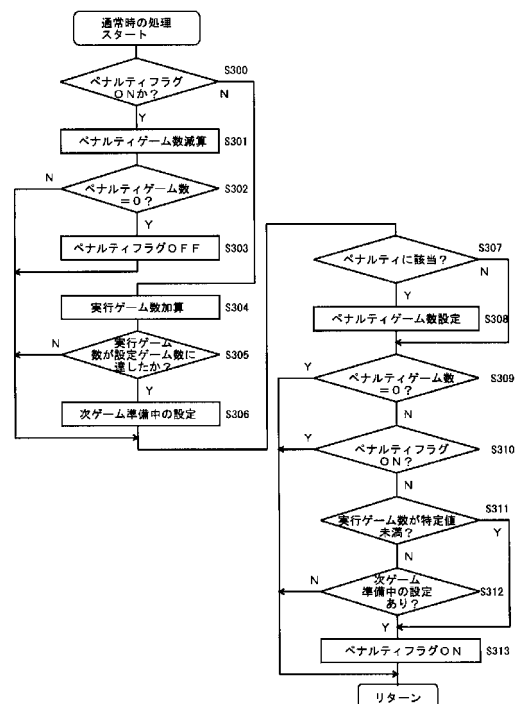 通常時の処理
スタート
ペナルティフラグ
ONか?
S300
N
Y
ペナルティゲーム数減算
S301
N
ペナルティゲーム数
=0?
S302
Y
ペナルティフラグOFF
S303
実行ゲーム数加算
S304
N
実行ゲーム
数が設定ゲーム数に
達したか?
S305
Y
次ゲーム準備中の設定
S306
ペナルティに該当?
S307
N
Y
ペナルティゲーム数設定
S308
Y
ペナルティゲーム数
=0?
S309
N
Y
ペナルティフラグ
ON?
S310
N
実行ゲーム数が特定値
未満?
S311
Y
N
N
次ゲーム
準備中の設定
あり?
S312
Y
ペナルティフラグON
S313
リターン